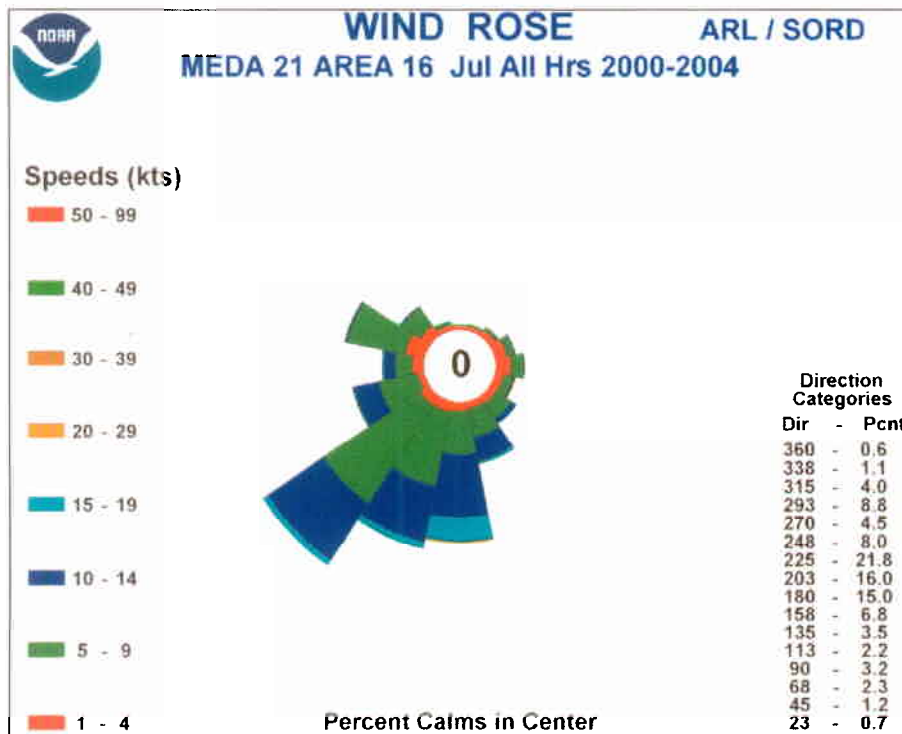 NOAA
WIND ROSE
ARL / SORD
MEDA 21 AREA 16 Jul All Hrs 2000-2004
Speeds (kts)
50 - 99
40 - 49
30 - 39
20 - 29
15 - 19
10 - 14
5 - 9
1 - 4
0
Percent Calms in Center
Direction
Categories
Dir - Pcnt
360 - 0.6
338 - 1.1
315 - 4.0
293 - 8.8
270 - 4.5
248 - 8.0
225 - 21.8
203 - 16.0
180 - 15.0
158 - 6.8
135 - 3.5
113 - 2.2
90 - 3.2
68 - 2.3
45 - 1.2
23 - 0.7